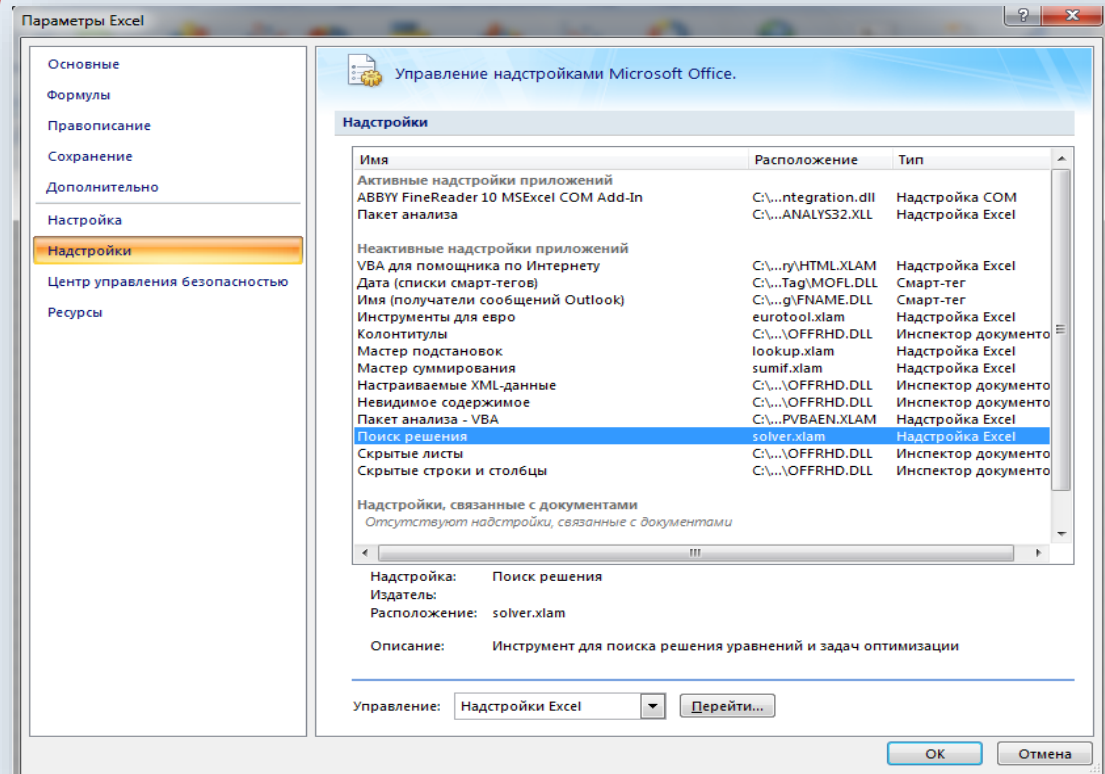 Параметры Excel
Основные
Формулы
Правописание
Сохранение
Дополнительно
Настройка
Надстройки
Центр управления безопасностью
Ресурсы
Управление надстройками Microsoft Office.
Надстройки
Имя Расположение Тип
Активные надстройки приложений
ABBYY FineReader 10 MSExcel COM Add-In C:\...ntegration.dll Надстройка COM
Пакет анализа C:\...ANALYS32.XLL Надстройка Excel
Неактивные надстройки приложений
VBA для помощника по Интернету C:\...ry\HTML.XLAM Надстройка Excel
Дата (списки смарт-тегов) C:\...Tag\MOFL.DLL Смарт-тег
Имя (получатели сообщений Outlook) C:\...g\FNAME.DLL Смарт-тег
Инструменты для евро eurotool.xlam Надстройка Excel
Колонтитулы C:\...\OFFRHD.DLL Инспектор документо
Мастер подстановок lookup.xlam Надстройка Excel
Мастер суммирования sumif.xlam Надстройка Excel
Настраиваемые XML-данные C:\...\OFFRHD.DLL Инспектор документо
Невидимое содержимое C:\...\OFFRHD.DLL Инспектор документо
Пакет анализа - VBA C:\...PVBAEN.XLAM Надстройка Excel
Поиск решения solver.xlam Надстройка Excel
Скрытые листы C:\...\OFFRHD.DLL Инспектор документо
Скрытые строки и столбцы C:\...\OFFRHD.DLL Инспектор документо
Надстройки, связанные с документами
Отсутствуют надстройки, связанные с документами
Надстройка: Поиск решения
Издатель:
Расположение: solver.xlam
Описание: Инструмент для поиска решения уравнений и задач оптимизации
Управление: Надстройки Excel Перейти...
ОК Отмена